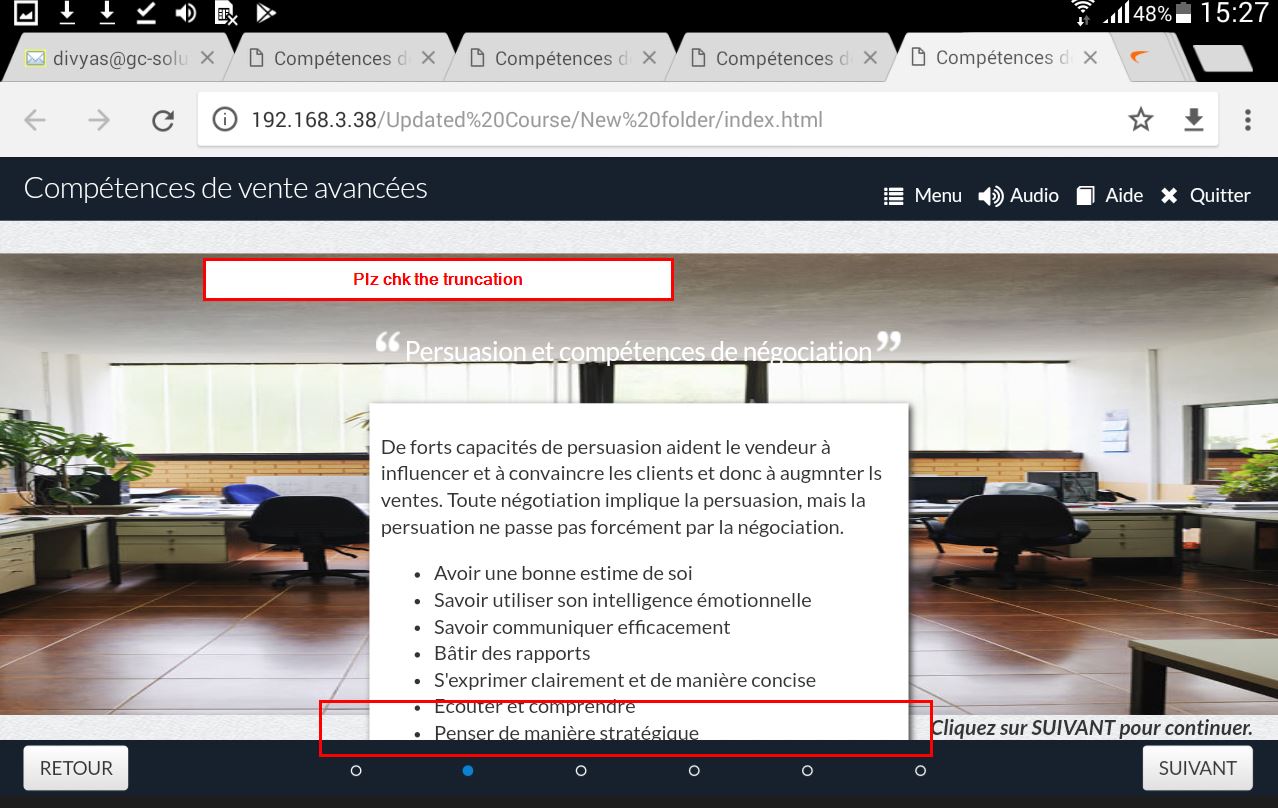 48% 15:27
divyas@gc-solu
Compétences d
Compétences d
Compétences d
Compétences d
192.168.3.38/Updated%20Course/New%20folder/index.html
Compétences de vente avancées
Menu Audio Aide Quitter
Plz chk the truncation
“ Persuasion et compétences de négociation ”
De forts capacités de persuasion aident le vendeur à
influencer et à convaincre les clients et donc à augmnter ls
ventes. Toute négotiation implique la persuasion, mais la
persuation ne passe pas forcément par la négociation.
• Avoir une bonne estime de soi
• Savoir utiliser son intelligence émotionnelle
• Savoir communiquer efficacement
• Bâtir des rapports
• S'exprimer clairement et de manière concise
• Ecouter et comprendre
• Penser de manière stratégique
Cliquez sur SUIVANT pour continuer.
RETOUR
SUIVANT